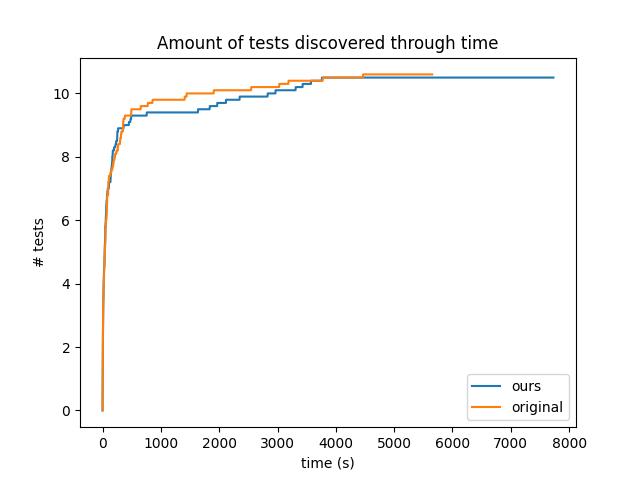 Amount of tests discovered through time
# tests
10
8
6
4
2
0
0 1000 2000 3000 4000 5000 6000 7000 8000
time (s)
ours
original